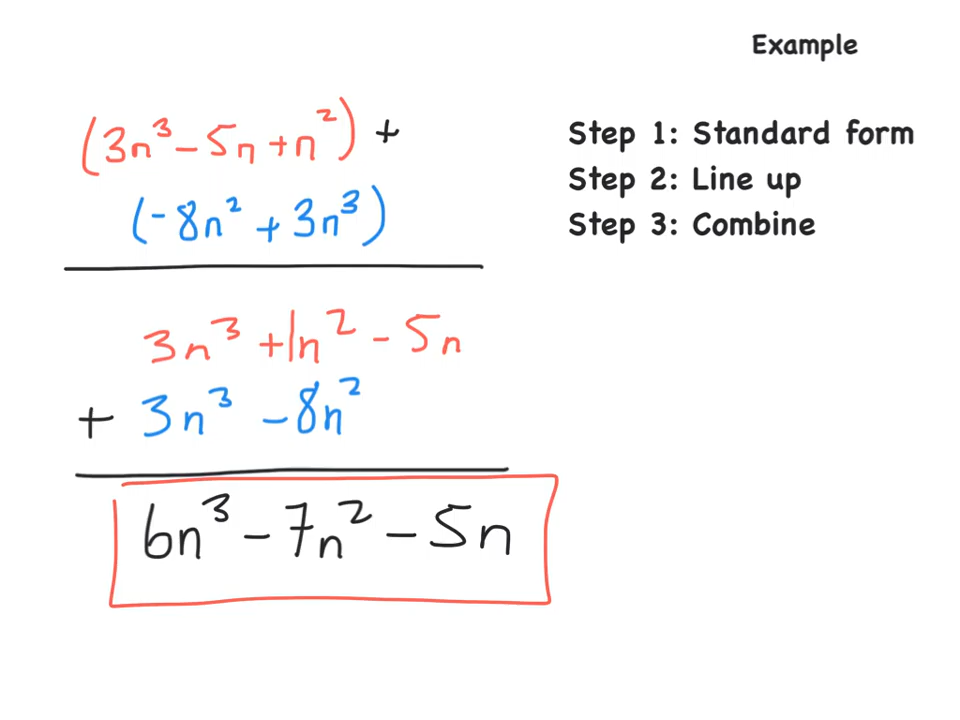 Example
(3n³ - 5n + n²) +
(-8n² + 3n³)
Step 1: Standard form
Step 2: Line up
Step 3: Combine
3n³ + 1n² - 5n
+ 3n³ - 8n²
6n³ - 7n² - 5n